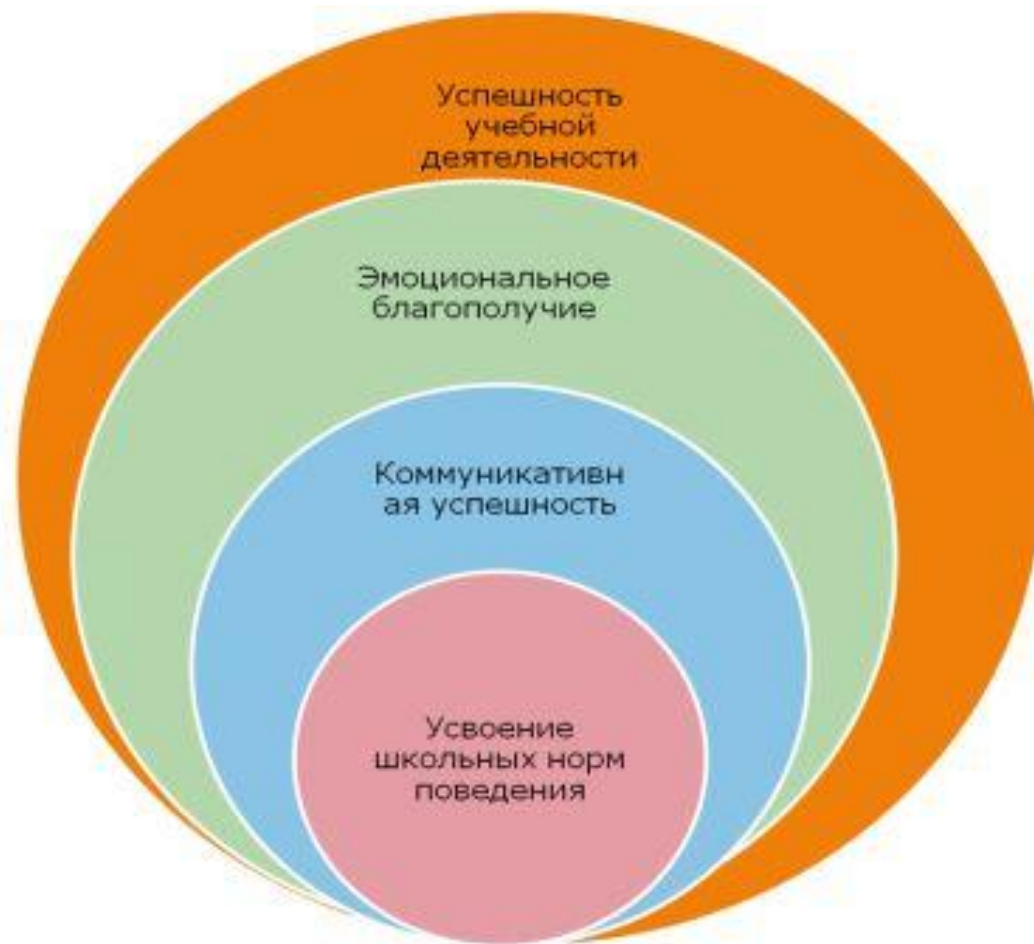 Успешность
учебной
деятельности
Эмоциональное
благополучие
Коммуникативн
ая успешность
Усвоение
школьных норм
поведения